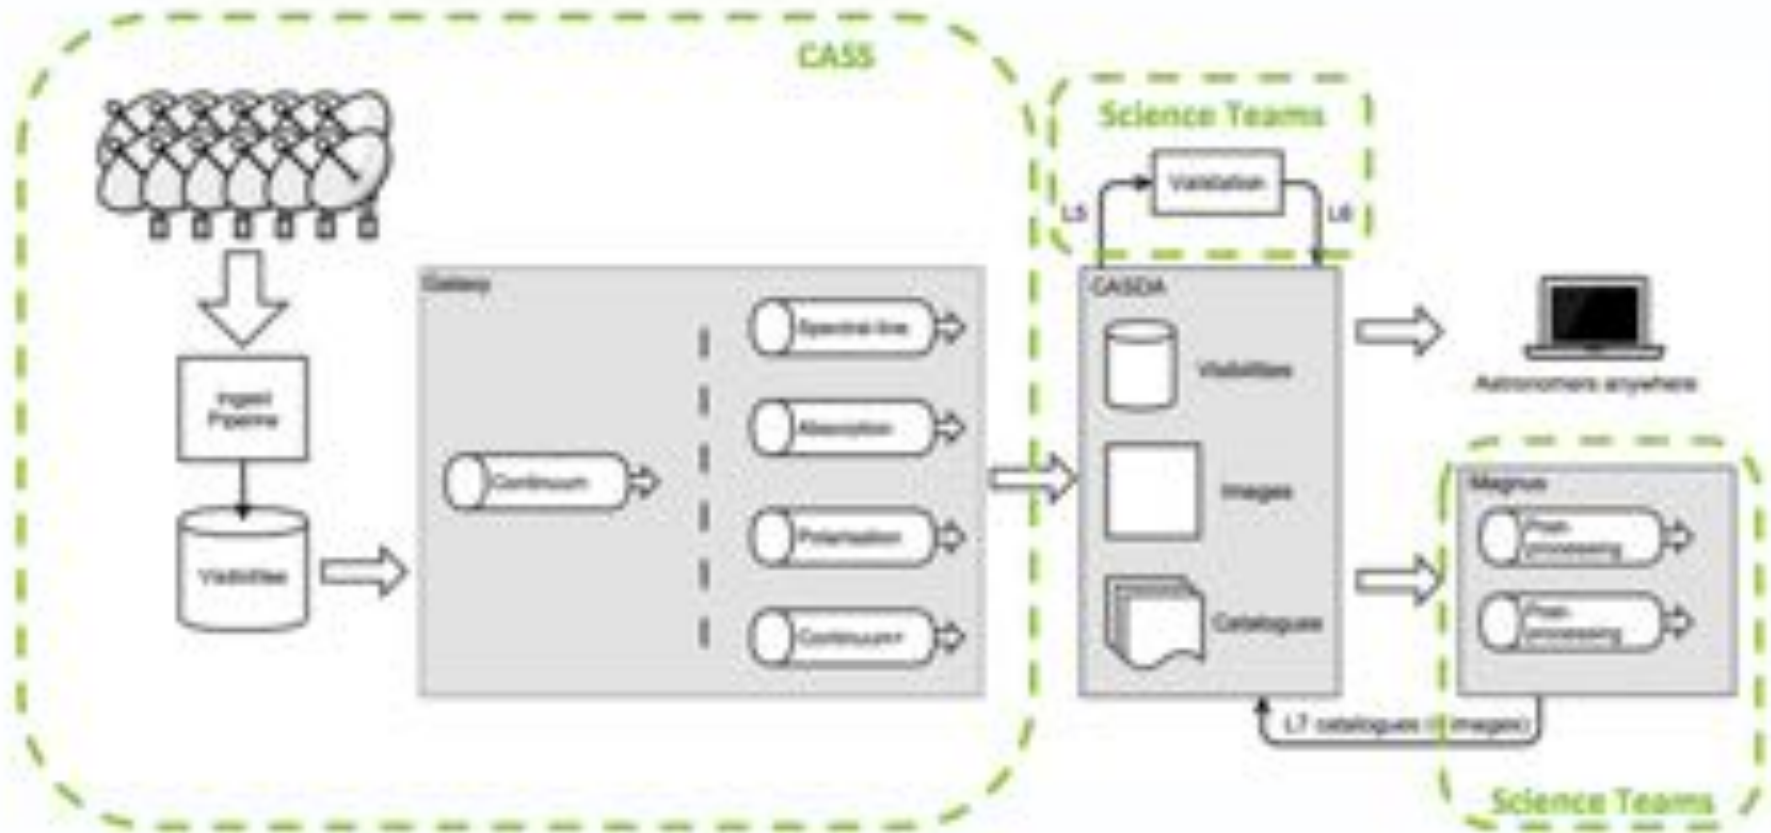 CASS
Science Teams
Validation
L5
L6
Galaxy
CASDA
Spectral-line
Visibilities
Astronomers anywhere
Ingest
Pipeline
Absorption
Continuum
Images
Magnus
Post-
processing
Polarisation
Visibilities
Catalogues
Post-
processing
Continuum+
L7 catalogues images)
Science Teams